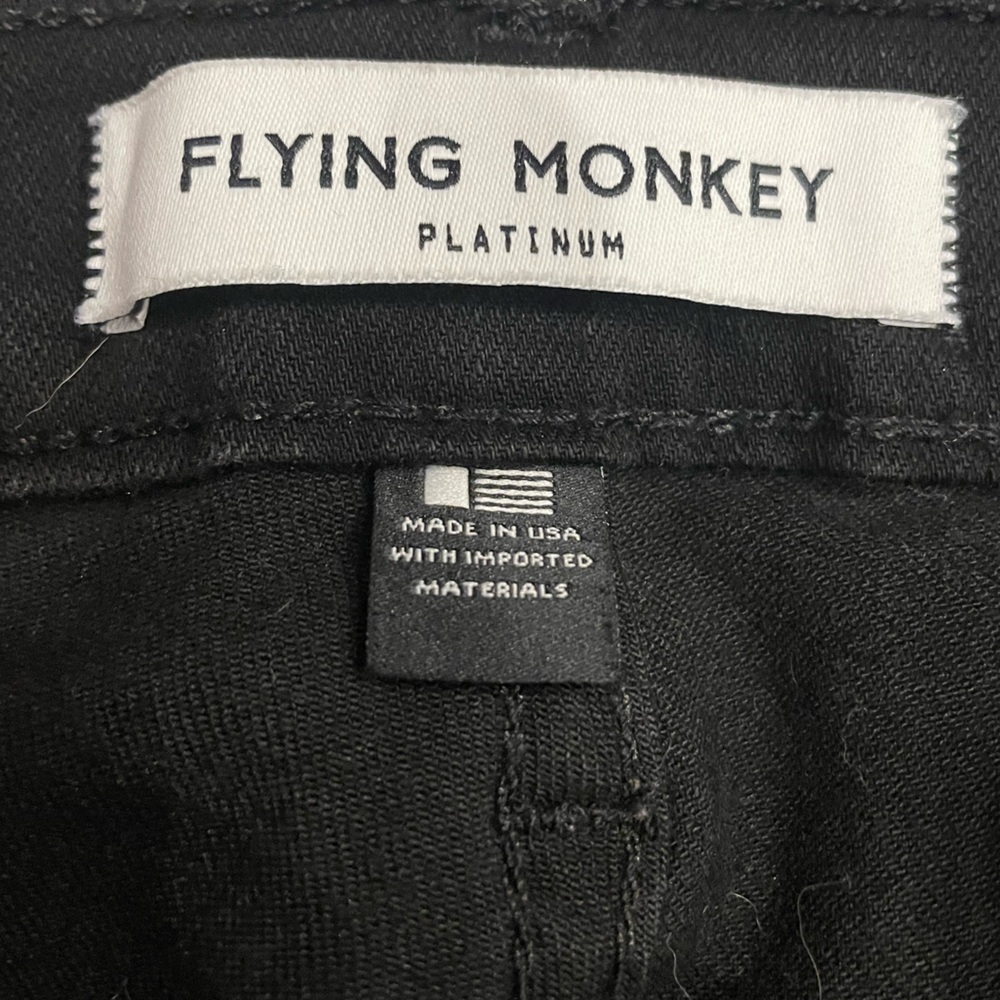 FLYING MONKEY
PLATINUM
MADE IN USA
WITH IMPORTED
MATERIALS